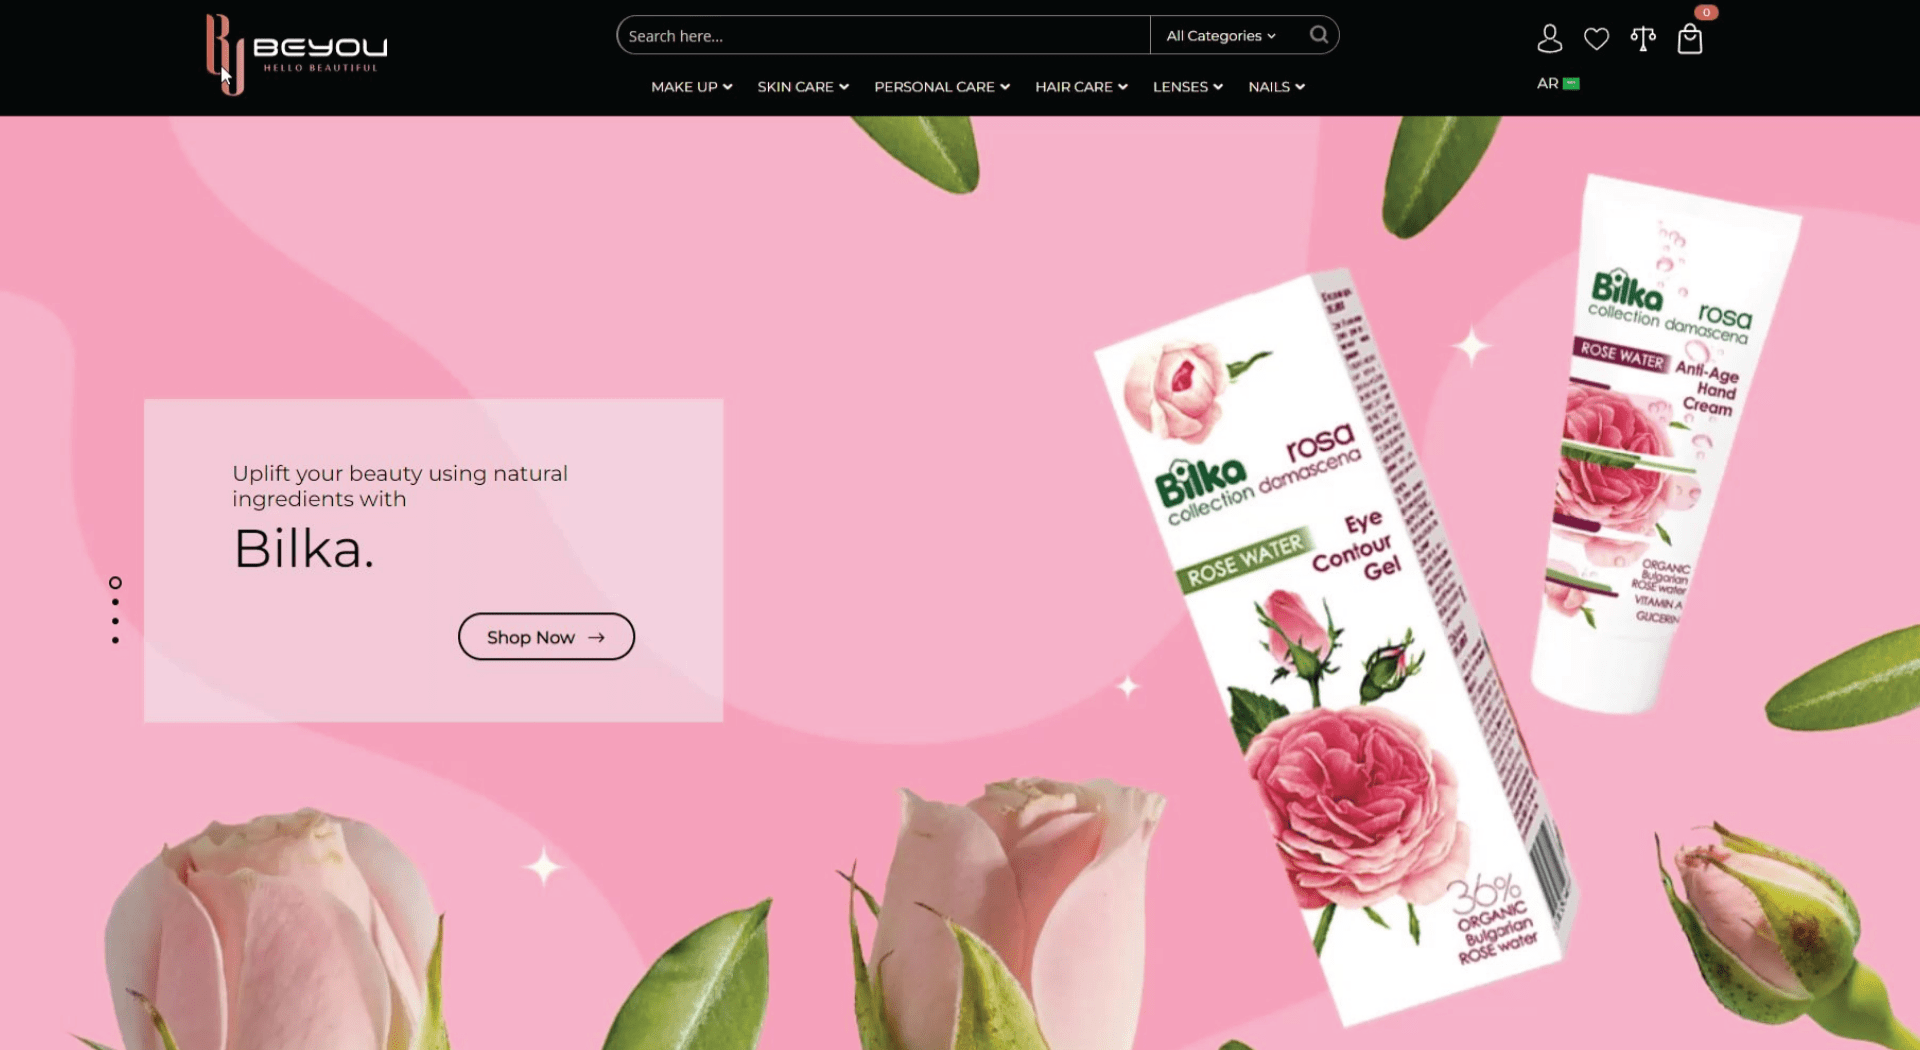 BEYOU
HELLO BEAUTIFUL
Search here...
All Categories
0
AR
MAKE UP
SKIN CARE
PERSONAL CARE
HAIR CARE
LENSES
NAILS
Uplift your beauty using natural
ingredients with
Bilka.
Shop Now
Bilka rosa
collection damascena
ROSE WATER
Eye
Contour
Gel
36%
ORGANIC
Bulgarian
ROSE water
Bilka rosa
collection damascena
ROSE WATER
Anti-Age
Hand
Cream
ORGANIC
Bulgarian
ROSE water
VITAMIN A
GLICERIN